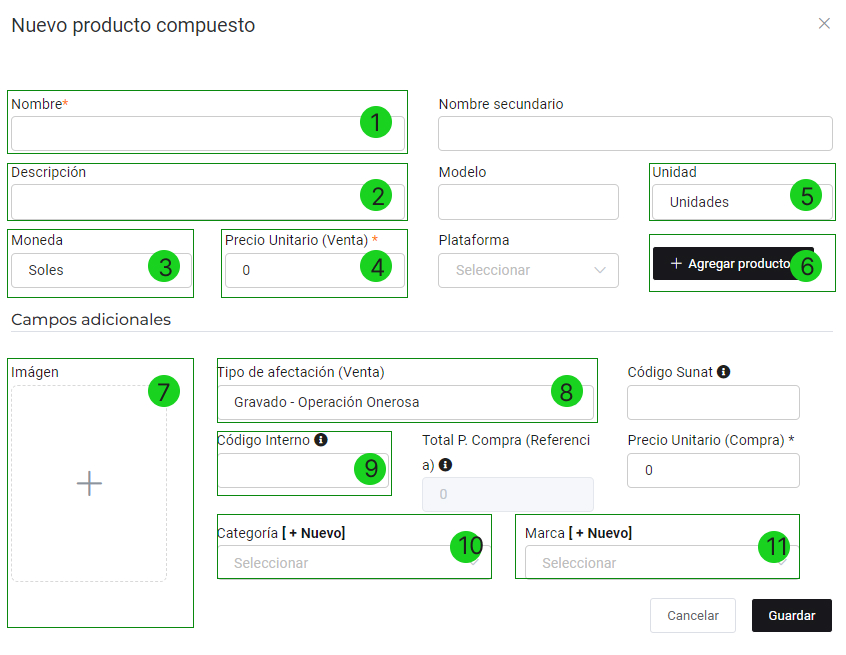 Nuevo producto compuesto
Nombre*
1
Nombre secundario
Descripción
2
Modelo
Unidad
Unidades
5
Moneda
Soles
3
Precio Unitario (Venta) *
0
4
Plataforma
Seleccionar
+ Agregar producto
6
Campos adicionales
Imágen
7
+
Tipo de afectación (Venta)
Gravado - Operación Onerosa
8
Código Sunat
Código Interno
9
Total P. Compra (Referenci
a)
0
Precio Unitario (Compra) *
0
Categoría [ + Nuevo]
Seleccionar
10
Marca [ + Nuevo]
Seleccionar
11
Cancelar
Guardar